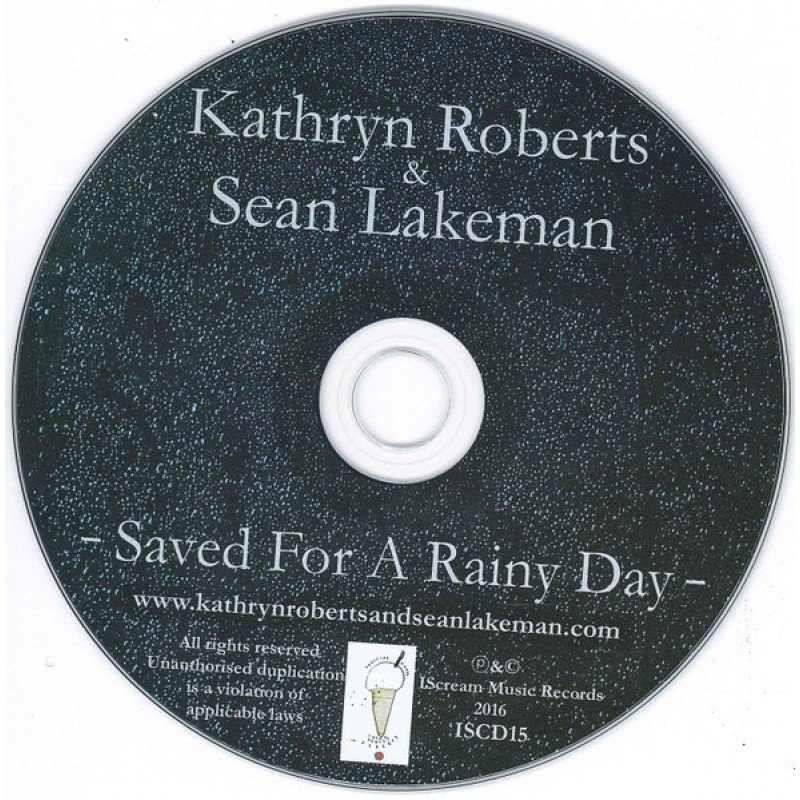 Kathryn Roberts
&
Sean Lakeman
- Saved For A Rainy Day -
www.kathrynrobertsandseanlakeman.com
All rights reserved
Unauthorised duplication
is a violation of
applicable laws
℗ & ©
IScream Music Records
2016
ISCD15